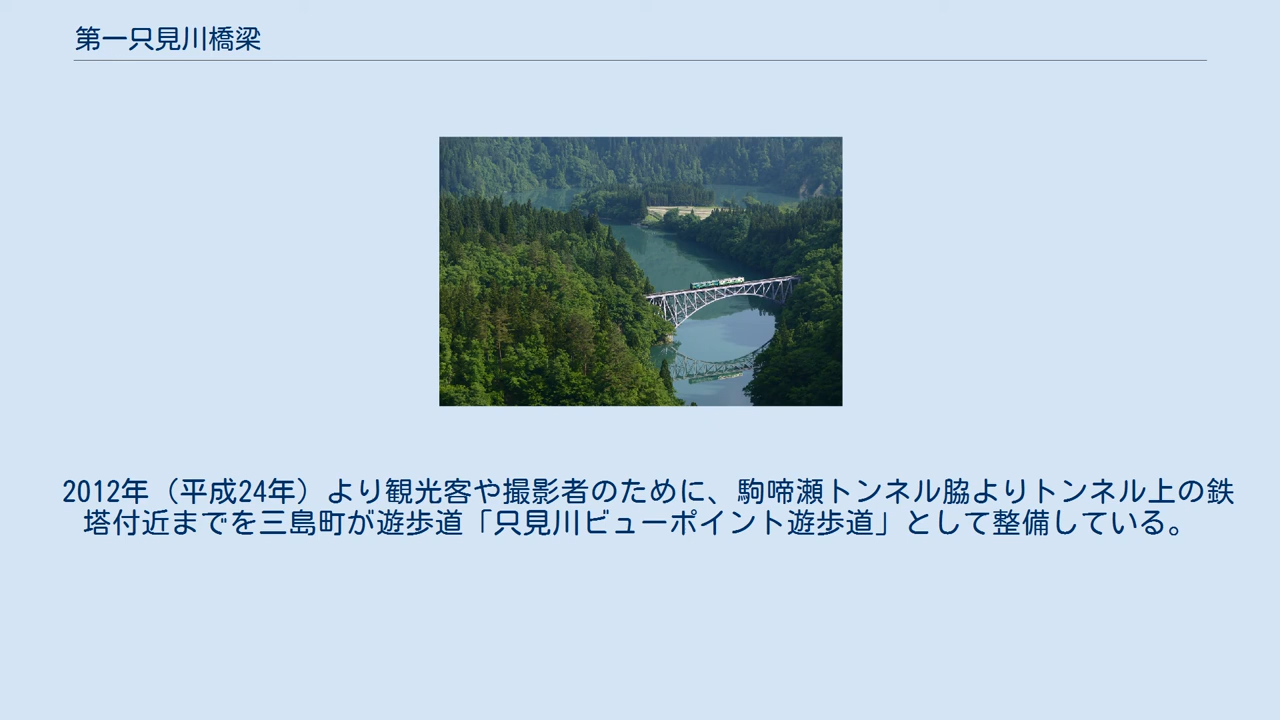 第一只見川橋梁
2012年（平成24年）より観光客や撮影者のために、駒啼瀬トンネル脇よりトンネル上の鉄
塔付近までを三島町が遊歩道「只見川ビューポイント遊歩道」として整備している。